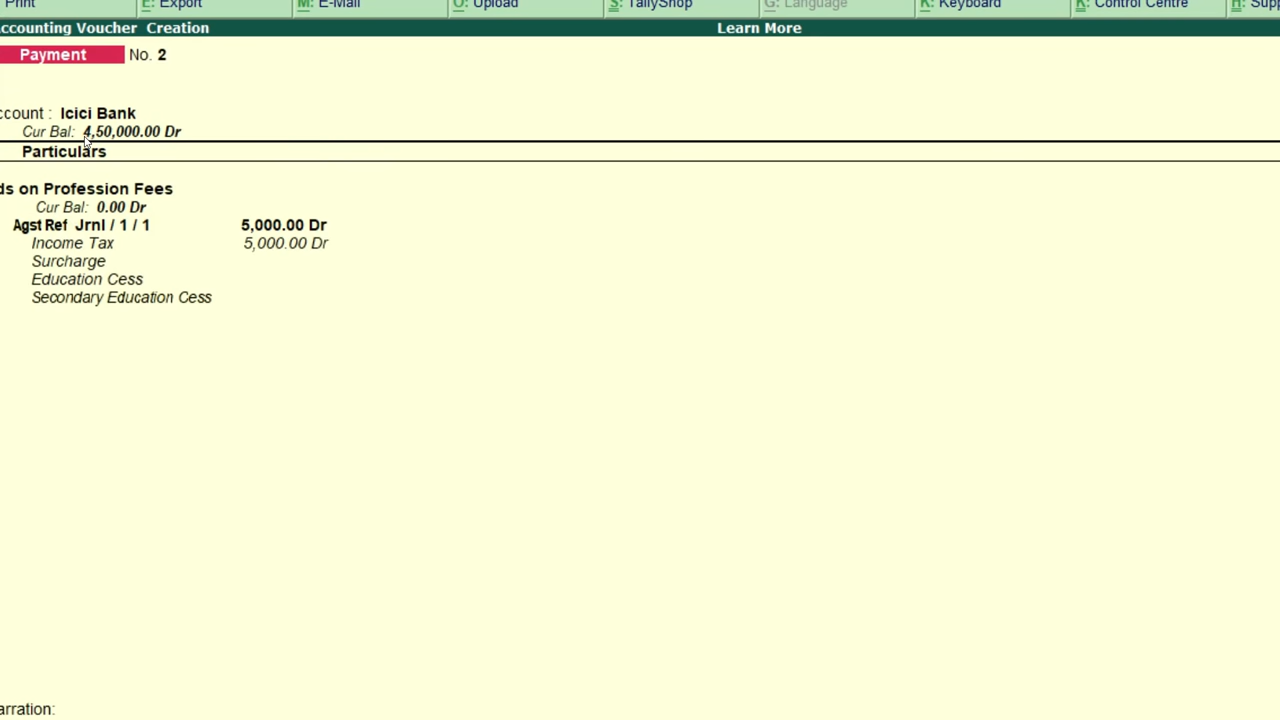 Print E: Export M: E-Mail O: Upload S: TallyShop G: Language K: Keyboard K: Control Centre H: Supp
ccounting Voucher Creation Learn More
Payment No. 2
ccount : Icici Bank
Cur Bal: 4,50,000.00 Dr
Particulars
ds on Profession Fees
Cur Bal: 0.00 Dr
Agst Ref Jrnl / 1 / 1 5,000.00 Dr
Income Tax 5,000.00 Dr
Surcharge
Education Cess
Secondary Education Cess
arration: